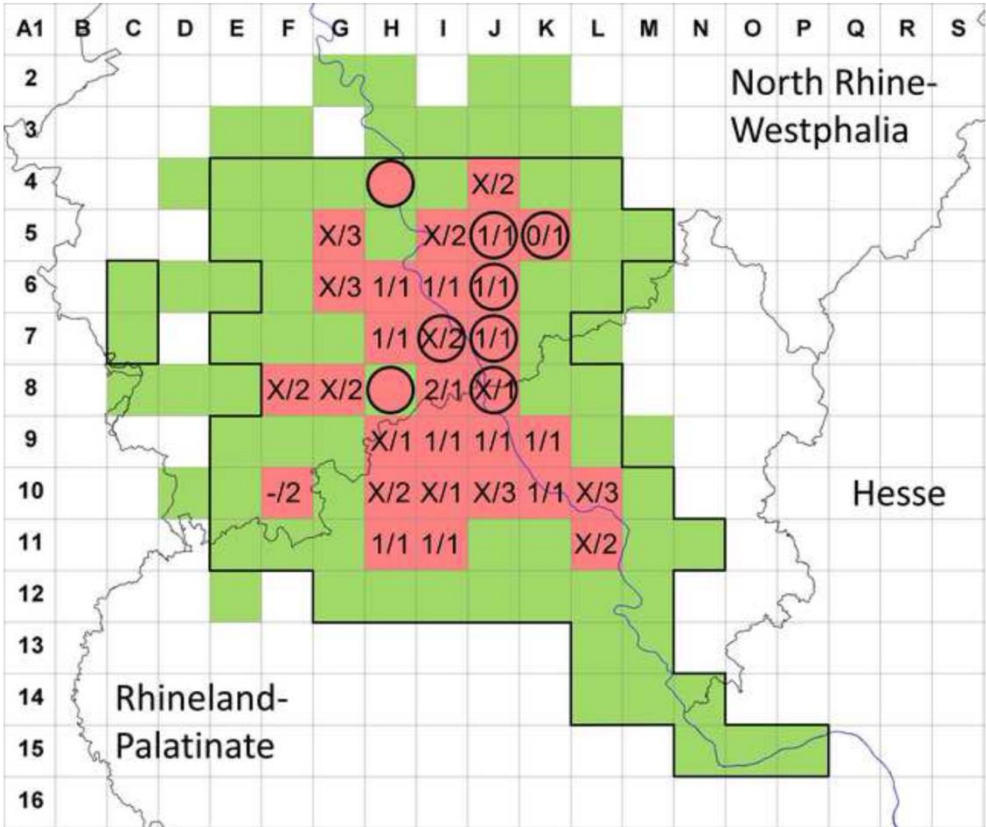 A1 B C D E F G H I J K L M N O P Q R S
2
North Rhine-
3
Westphalia
4 X/2
5 X/3 X/2 1/1 0/1
6 X/3 1/1 1/1 1/1
7 1/1 X/2 1/1
8 X/2 X/2 2/1 X/1
9 X/1 1/1 1/1 1/1
10 -/2 X/2 X/1 X/3 1/1 X/3 Hesse
11 1/1 1/1 X/2
12
13
14 Rhineland-
15 Palatinate
16